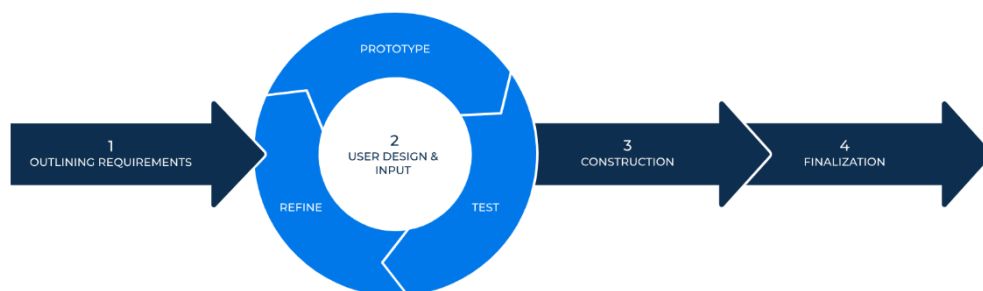 1
OUTLINING REQUIREMENTS
PROTOTYPE
2
USER DESIGN &
INPUT
REFINE
TEST
3
CONSTRUCTION
4
FINALIZATION